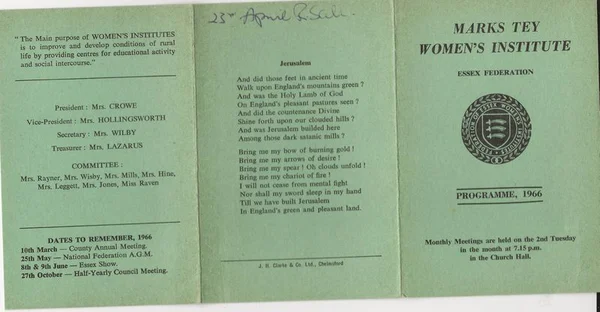 " The Main purpose of WOMEN'S INSTITUTES
is to improve and develop conditions of rural
life by providing centres for educational activity
and social intercourse."
President : Mrs. CROWE
Vice-President : Mrs. HOLLINGSWORTH
Secretary : Mrs. WILBY
Treasurer : Mrs. LAZARUS
COMMITTEE :
Mrs. Rayner, Mrs. Wisby, Mrs. Mills, Mrs. Hine,
Mrs. Leggett, Mrs. Jones, Miss Raven
DATES TO REMEMBER, 1966
10th March — County Annual Meeting.
25th May — National Federation A.G.M.
8th & 9th June — Essex Show.
27th October — Half-Yearly Council Meeting.
23rd April
Jerusalem
And did those feet in ancient time
Walk upon England's mountains green ?
And was the Holy Lamb of God
On England's pleasant pastures seen ?
And did the countenance Divine
Shine forth upon our clouded hills ?
And was Jerusalem builded here
Among those dark satanic mills ?
Bring me my bow of burning gold !
Bring me my arrows of desire !
Bring me my spear ! Oh clouds unfold !
Bring me my chariot of fire !
I will not cease from mental fight
Nor shall my sword sleep in my hand
Till we have built Jerusalem
In England's green and pleasant land.
J. H. Clarke & Co. Ltd., Chelmsford
MARKS TEY
WOMEN'S INSTITUTE
ESSEX FEDERATION
PROGRAMME, 1966
Monthly Meetings are held on the 2nd Tuesday
in the month at 7.15 p.m.
in the Church Hall.